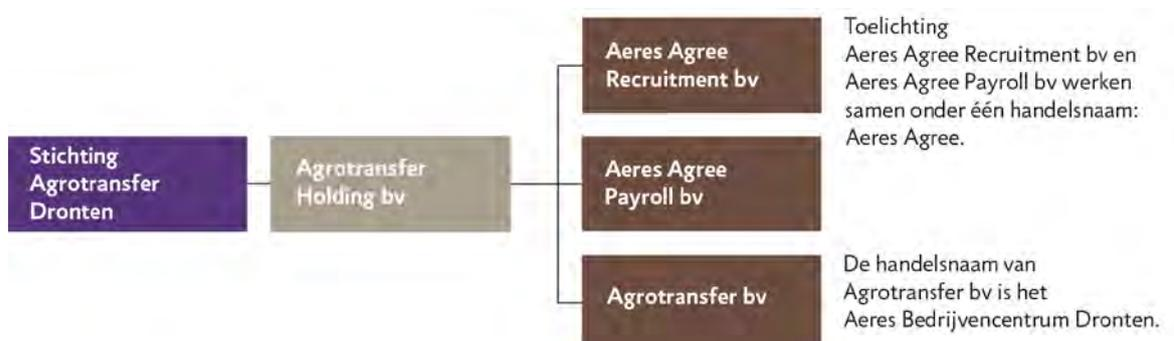 Stichting
Agrotransfer
Dronten
Agrotransfer
Holding bv
Aeres Agree
Recruitment bv
Aeres Agree
Payroll bv
Agrotransfer bv
Toelichting
Aeres Agree Recruitment bv en
Aeres Agree Payroll bv werken
samen onder één handelsnaam:
Aeres Agree.
De handelsnaam van
Agrotransfer bv is het
Aeres Bedrijvencentrum Dronten.